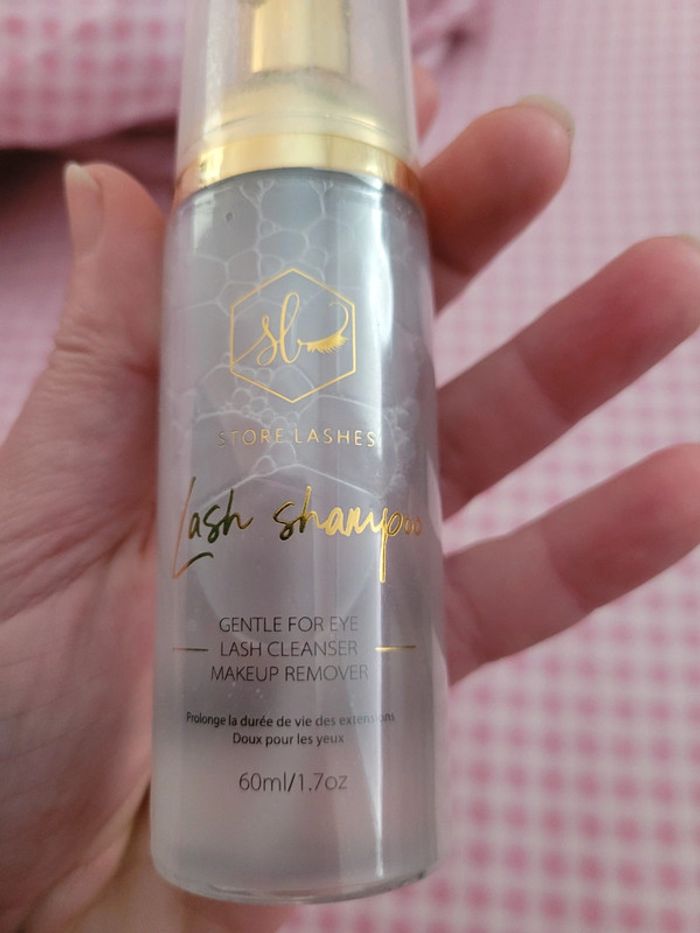 sb
STORE LASHES
Lash shampoo
GENTLE FOR EYE
LASH CLEANSER
MAKEUP REMOVER
Prolonge la durée de vie des extensions
Doux pour les yeux
60ml/1.7oz